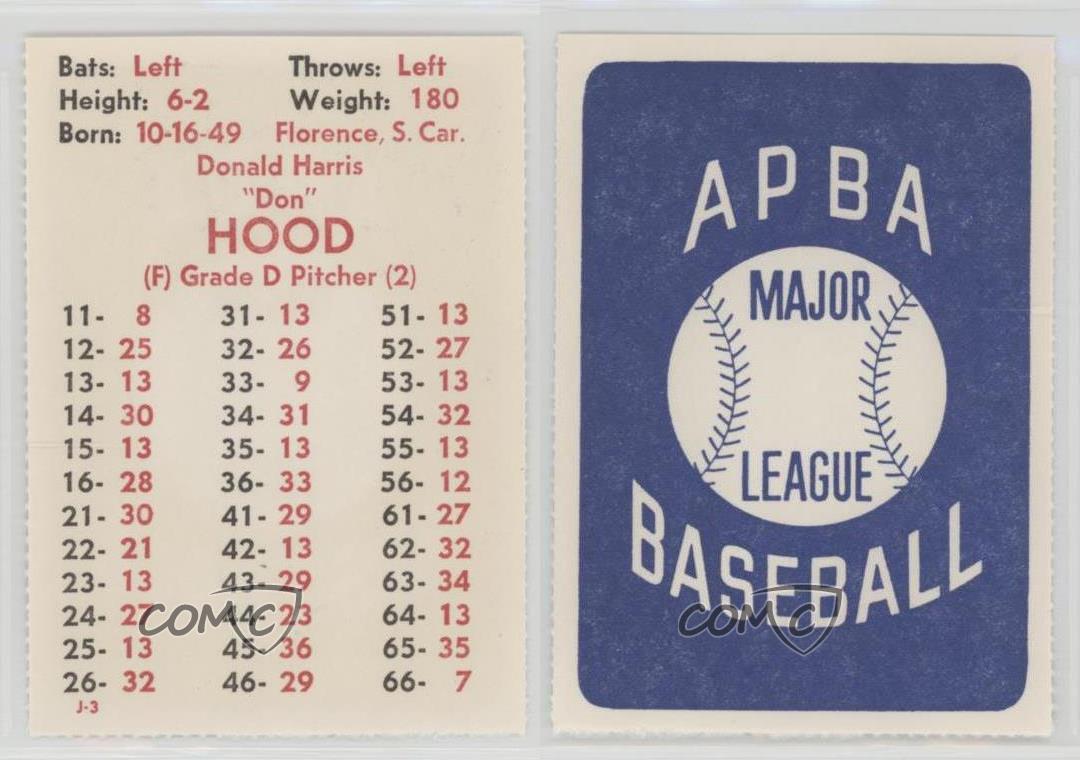 Bats: Left Throws: Left
Height: 6-2 Weight: 180
Born: 10-16-49 Florence, S. Car.
Donald Harris
"Don"
HOOD
(F) Grade D Pitcher (2)
11- 8 31- 13 51- 13
12- 25 32- 26 52- 27
13- 13 33- 9 53- 13
14- 30 34- 31 54- 32
15- 13 35- 13 55- 13
16- 28 36- 33 56- 12
21- 30 41- 29 61- 27
22- 21 42- 13 62- 32
23- 13 43- 29 63- 34
24- 27 44- 23 64- 13
25- 13 45- 36 65- 35
26- 32 46- 29 66- 7
J-3
COMC
APBA
MAJOR
LEAGUE
BASEBALL
COMC